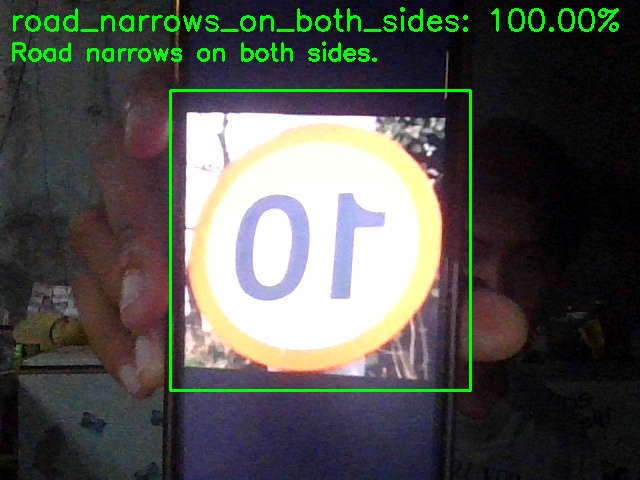 road_narrows_on_both_sides: 100.00%
Road narrows on both sides.
10